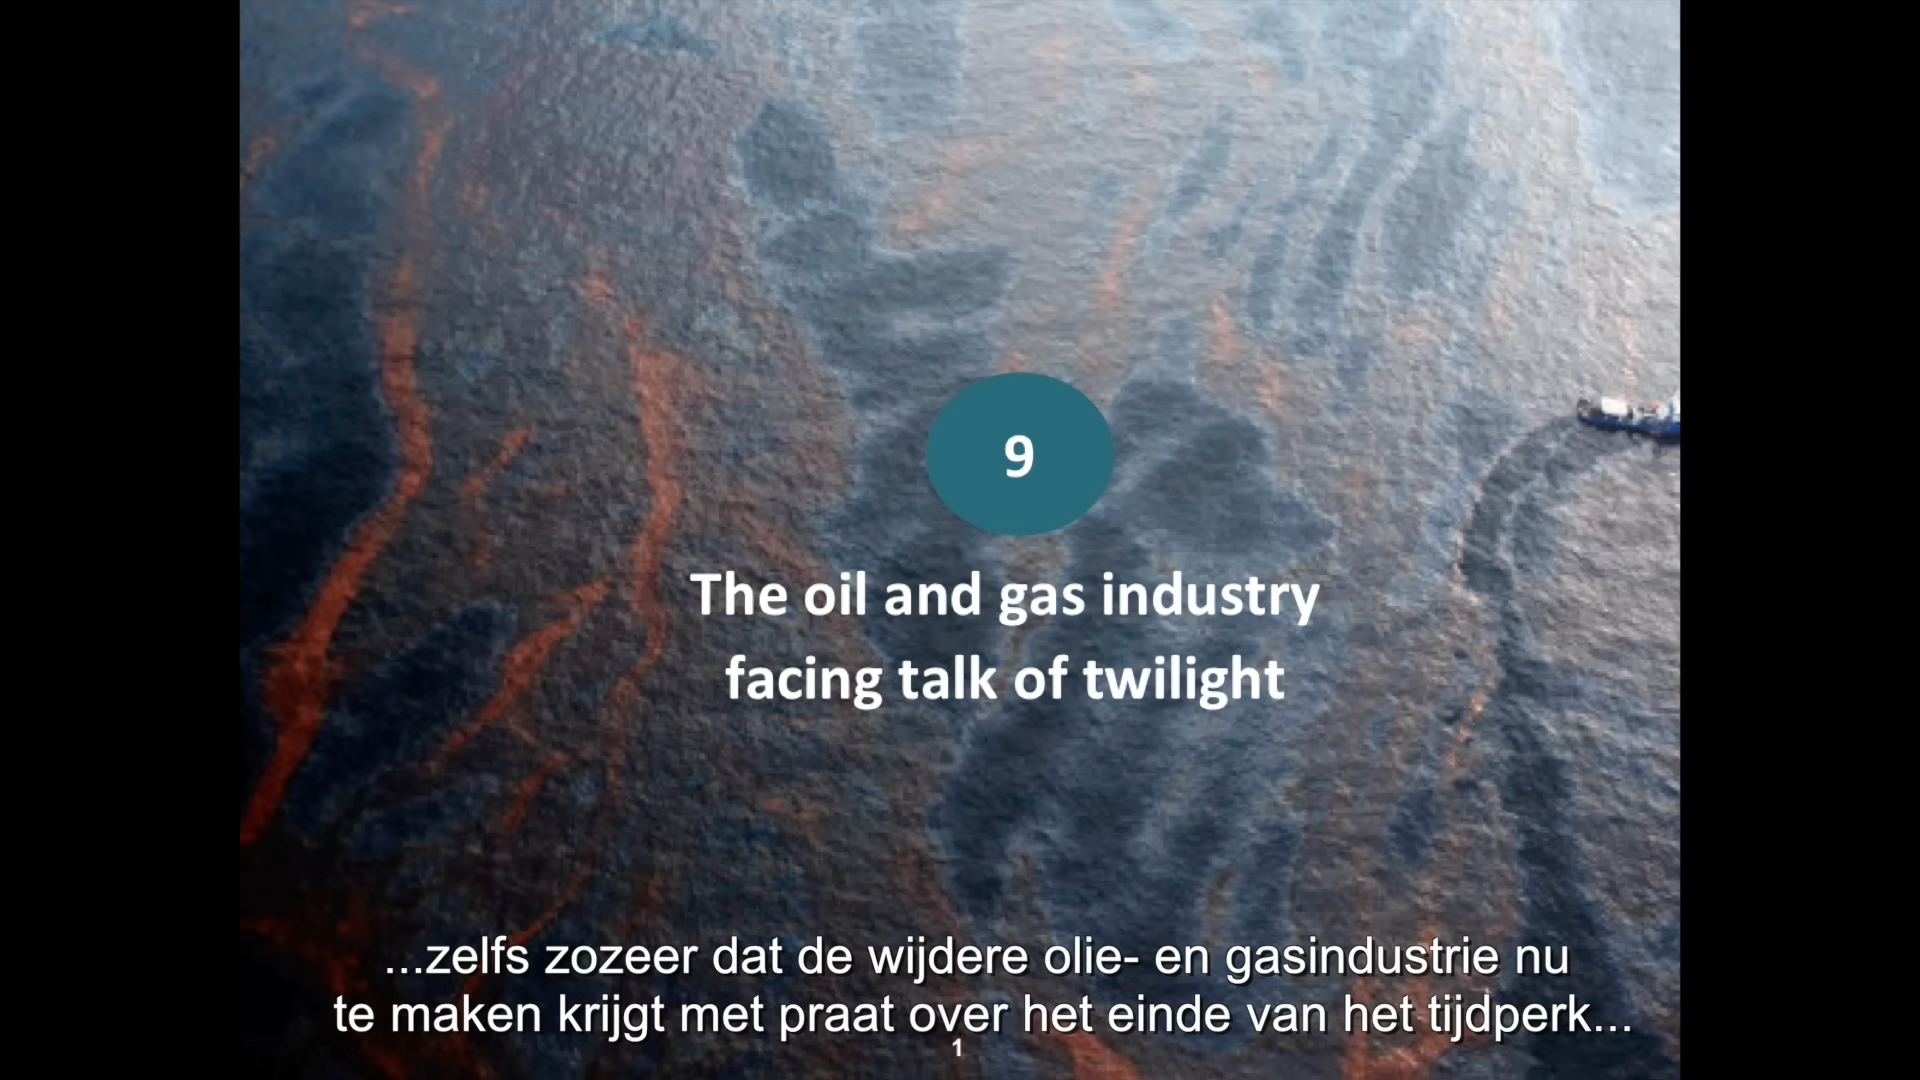 9
The oil and gas industry
facing talk of twilight
...zelfs zozeer dat de wijdere olie- en gasindustrie nu
te maken krijgt met praat over het einde van het tijdperk...
1